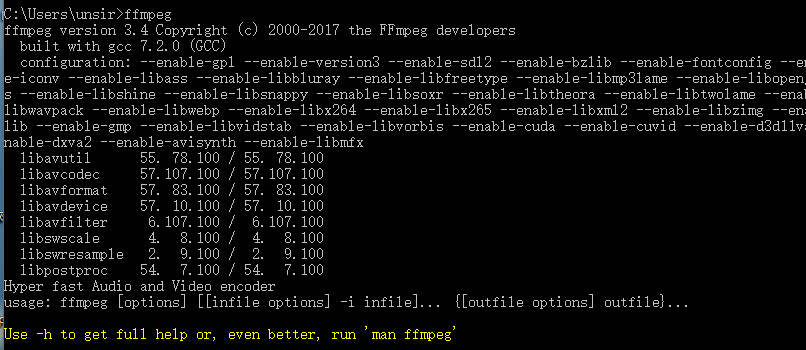 C:\Users\unsir>ffmpeg
ffmpeg version 3.4 Copyright (c) 2000-2017 the FFmpeg developers
built with gcc 7.2.0 (GCC)
configuration: --enable-gpl --enable-version3 --enable-sdl2 --enable-bzlib --enable-fontconfig --en
e-iconv --enable-libass --enable-libbluray --enable-libfreetype --enable-libmp3lame --enable-libopen
s --enable-libshine --enable-libsnappy --enable-libsoxr --enable-libtheora --enable-libtwolame --ena
libwavpack --enable-libwebp --enable-libx264 --enable-libx265 --enable-libxml2 --enable-libzimg --en
lib --enable-gmp --enable-libvidstab --enable-libvorbis --enable-cuda --enable-cuvid --enable-d3d11va
nable-dxva2 --enable-avisynth --enable-libmfx
libavutil 55. 78.100 / 55. 78.100
libavcodec 57.107.100 / 57.107.100
libavformat 57. 83.100 / 57. 83.100
libavdevice 57. 10.100 / 57. 10.100
libavfilter 6.107.100 / 6.107.100
libswscale 4. 8.100 / 4. 8.100
libswresample 2. 9.100 / 2. 9.100
libpostproc 54. 7.100 / 54. 7.100
Hyper fast Audio and Video encoder
usage: ffmpeg [options] [[infile options] -i infile]... {[outfile options] outfile}...
Use -h to get full help or, even better, run 'man ffmpeg'